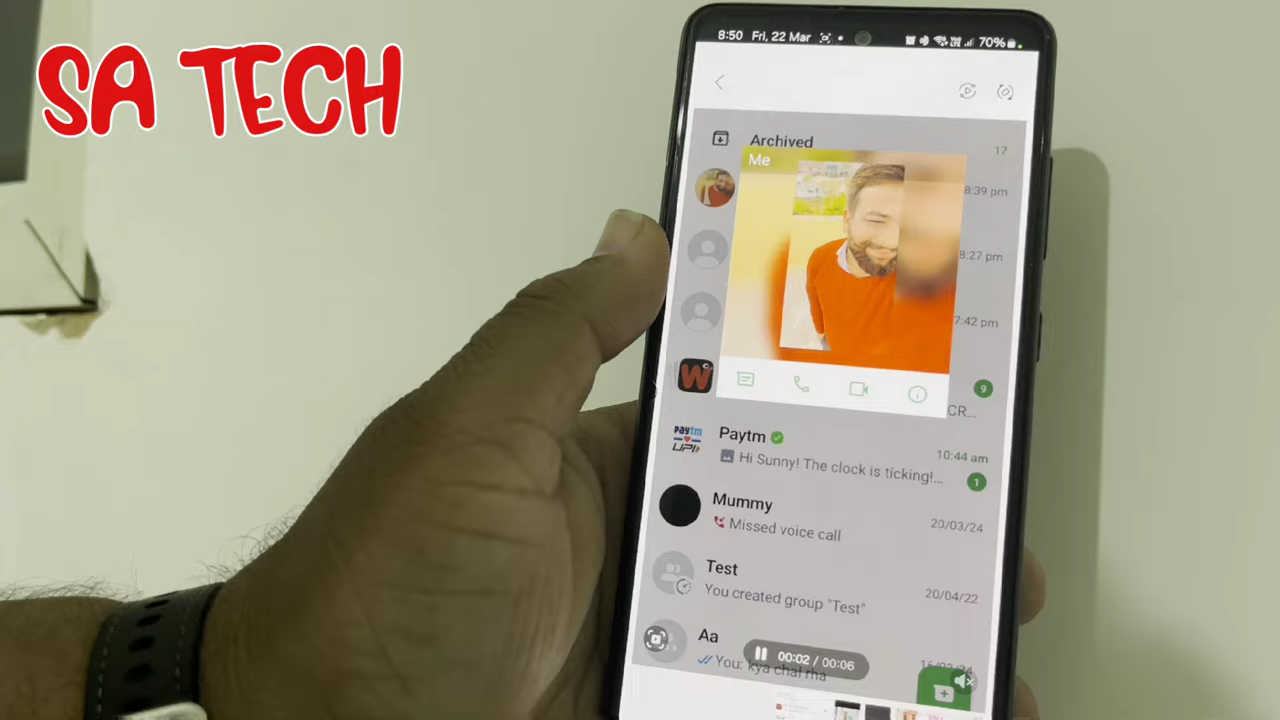 SA TECH
8:50 Fri, 22 Mar
70%
Archived
17
Me
8:39 pm
8:27 pm
7:42 pm
W
9
CR...
Paytm
10:44 am
paytm
UPI
Hi Sunny! The clock is ticking!...
1
Mummy
20/03/24
Missed voice call
Test
20/04/22
You created group "Test"
Aa
You: kya chal rha
00:02 / 00:06